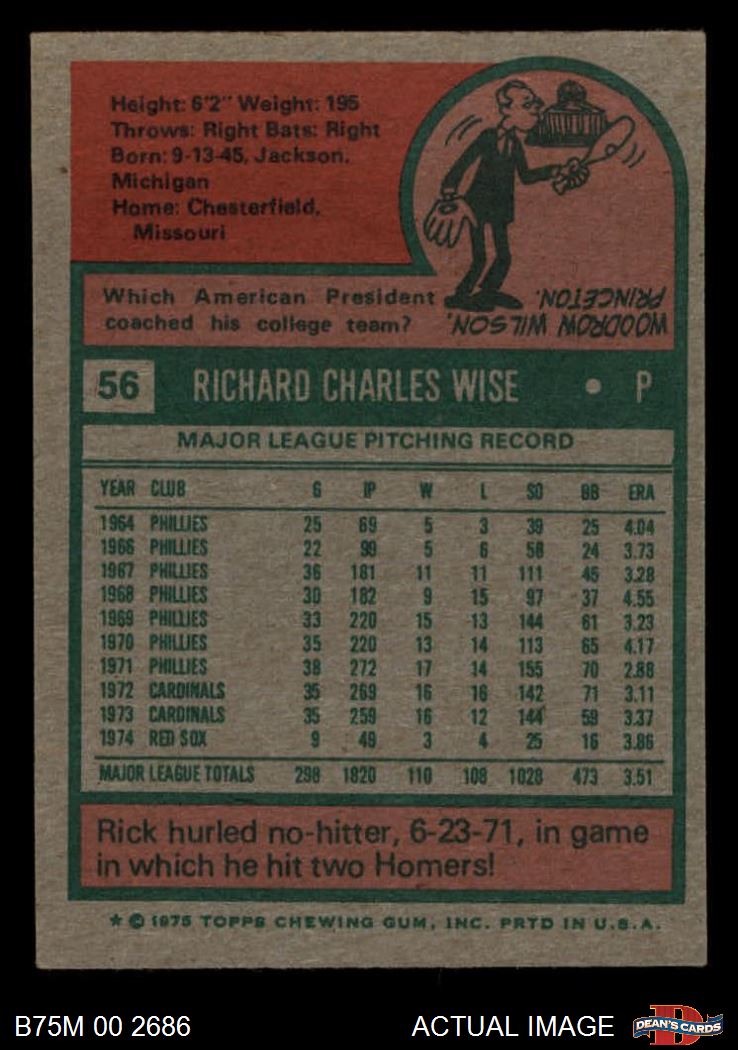 Height: 6'2" Weight: 195
Throws: Right Bats: Right
Born: 9-13-45, Jackson,
Michigan
Home: Chesterfield,
Missouri
Which American President
coached his college team?
WOODROW WILSON,
PRINCETON.
56 RICHARD CHARLES WISE • P
MAJOR LEAGUE PITCHING RECORD
YEAR CLUB G IP W L SO BB ERA
1964 PHILLIES 25 69 5 3 39 25 4.04
1966 PHILLIES 22 99 5 6 58 24 3.73
1967 PHILLIES 36 181 11 11 111 45 3.28
1968 PHILLIES 30 182 9 15 97 37 4.55
1969 PHILLIES 33 220 15 13 144 61 3.23
1970 PHILLIES 35 220 13 14 113 65 4.17
1971 PHILLIES 38 272 17 14 155 70 2.88
1972 CARDINALS 35 269 16 16 142 71 3.11
1973 CARDINALS 35 259 16 12 144 59 3.37
1974 RED SOX 9 49 3 4 25 16 3.86
MAJOR LEAGUE TOTALS 298 1820 110 108 1028 473 3.51
Rick hurled no-hitter, 6-23-71, in game
in which he hit two Homers!
* © 1975 TOPPS CHEWING GUM, INC. PRTD IN U.S.A.
B75M 00 2686 ACTUAL IMAGE D DEAN'S CARDS